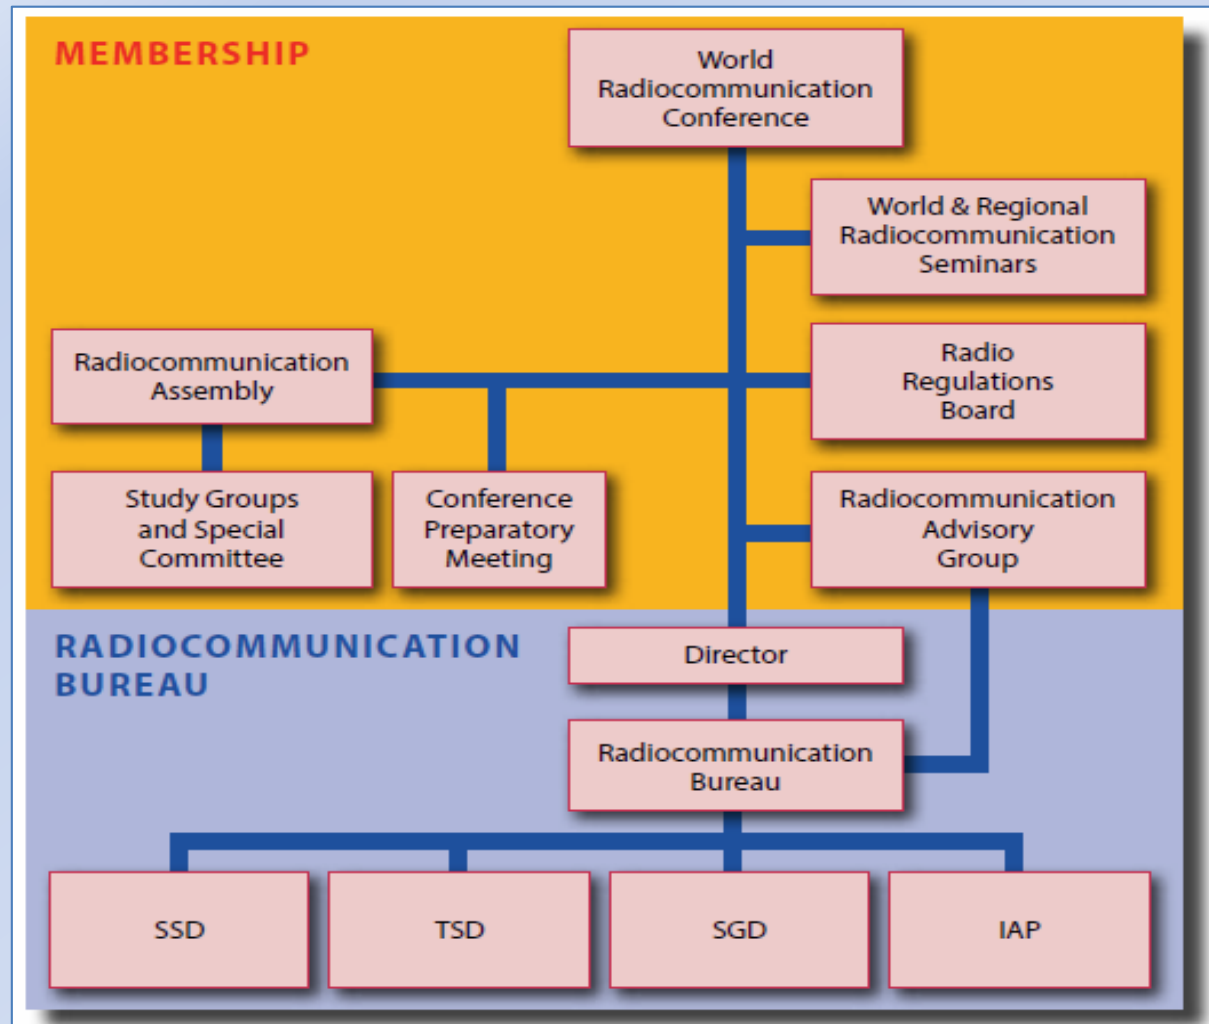 MEMBERSHIP
World
Radiocommunication
Conference
World & Regional
Radiocommunication
Seminars
Radiocommunication
Assembly
Radio
Regulations
Board
Study Groups
and Special
Committee
Conference
Preparatory
Meeting
Radiocommunication
Advisory
Group
RADIOCOMMUNICATION
BUREAU
Director
Radiocommunication
Bureau
SSD
TSD
SGD
IAP